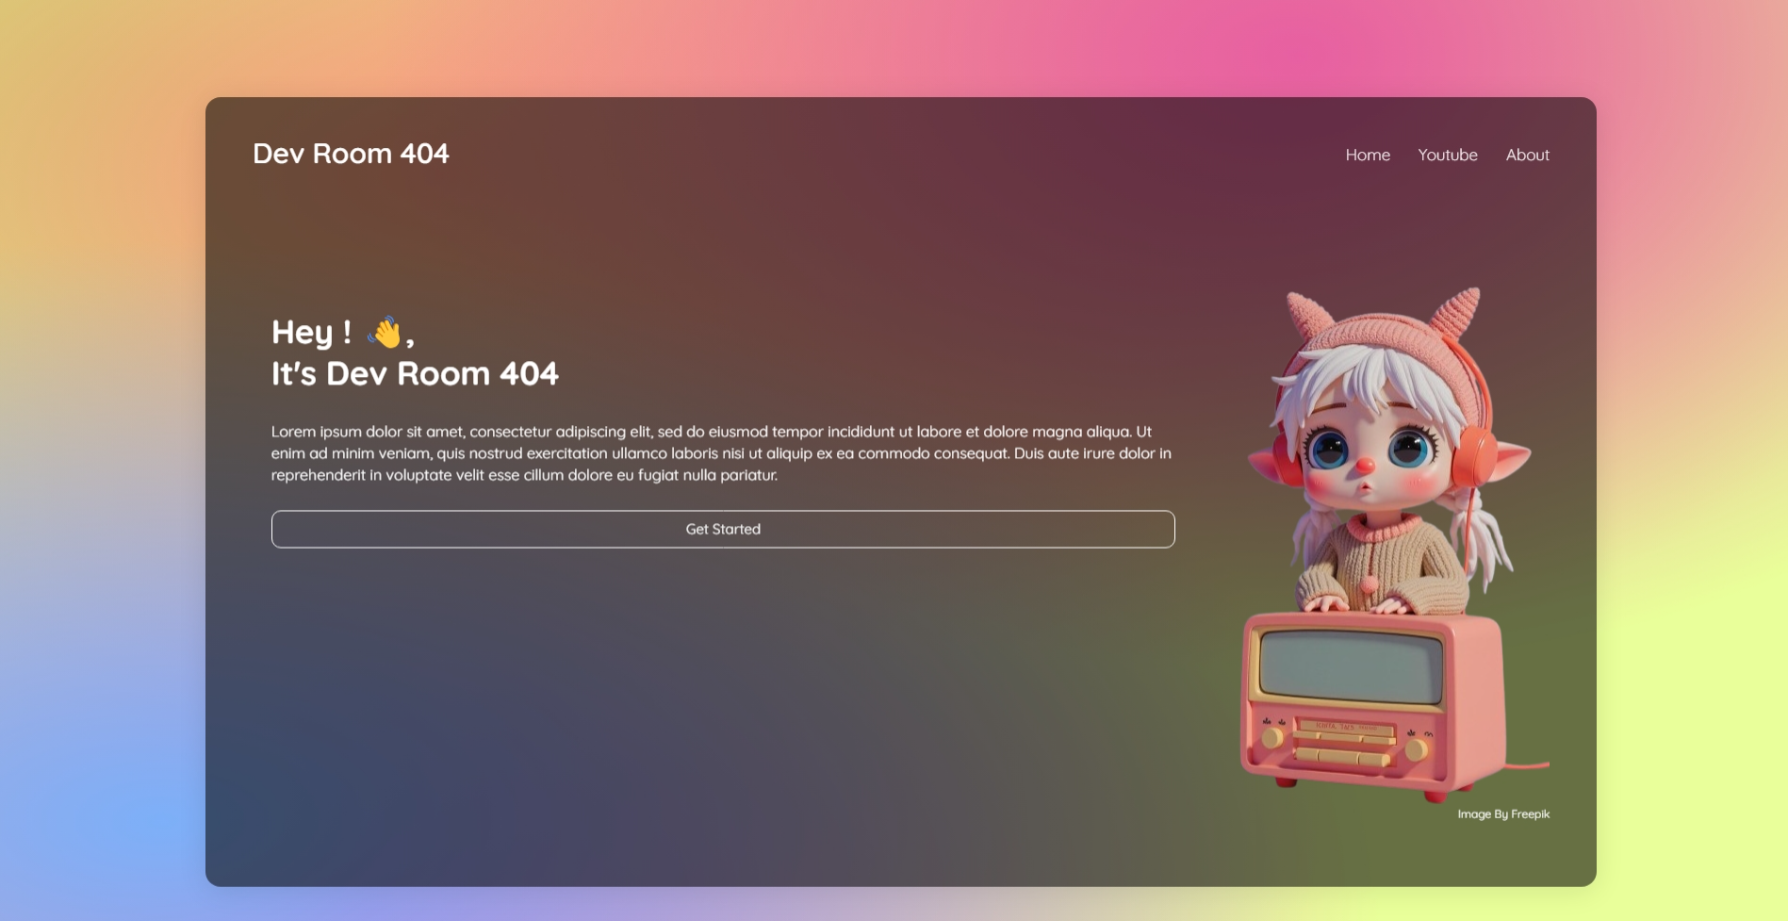 Dev Room 404
Home Youtube About
Hey ! 👋,
It's Dev Room 404
Lorem ipsum dolor sit amet, consectetur adipiscing elit, sed do eiusmod tempor incididunt ut labore et dolore magna aliqua. Ut
enim ad minim veniam, quis nostrud exercitation ullamco laboris nisi ut aliquip ex ea commodo consequat. Duis aute irure dolor in
reprehenderit in voluptate velit esse cillum dolore eu fugiat nulla pariatur.
Get Started
Image By Freepik